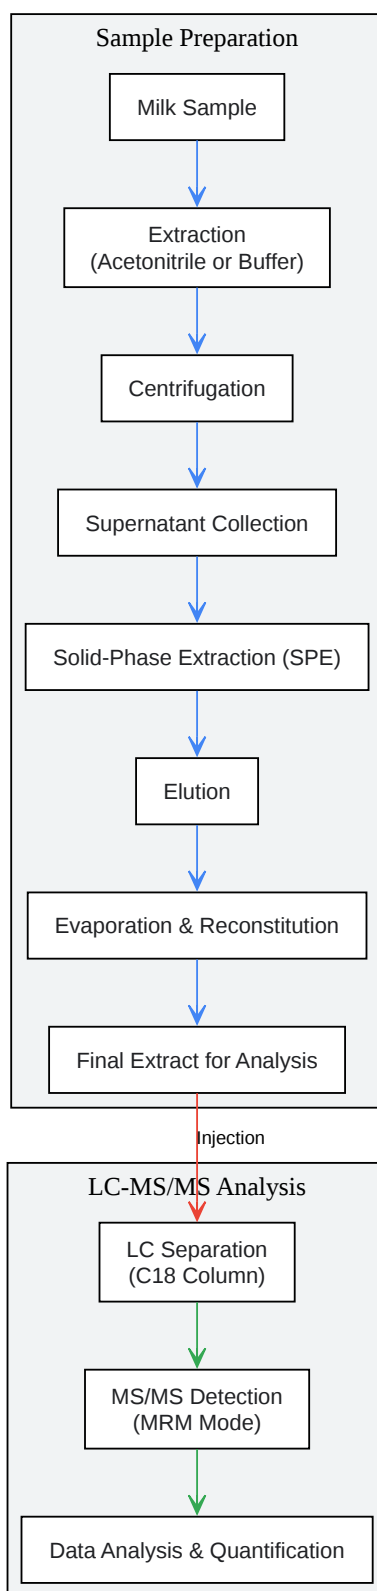 Sample Preparation
Milk Sample
Extraction
(Acetonitrile or Buffer)
Centrifugation
Supernatant Collection
Solid-Phase Extraction (SPE)
Elution
Evaporation & Reconstitution
Final Extract for Analysis
Injection
LC-MS/MS Analysis
LC Separation
(C18 Column)
MS/MS Detection
(MRM Mode)
Data Analysis & Quantification